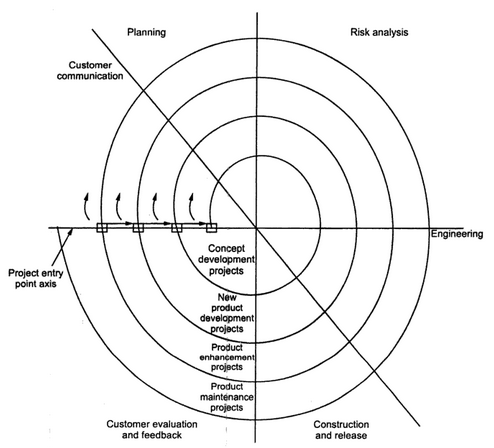 Planning
Risk analysis
Customer
communication
Engineering
Project entry
point axis
Concept
development
projects
New
product
development
projects
Product
enhancement
projects
Product
maintenance
projects
Customer evaluation
and feedback
Construction
and release